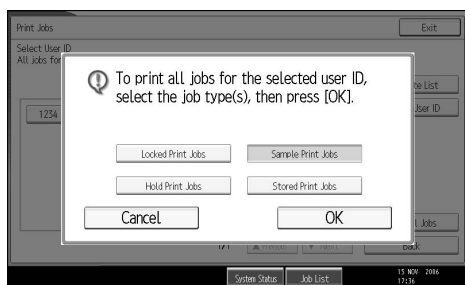 Print Jobs
Exit
Select User ID
All jobs for
To print all jobs for the selected user ID,
select the job type(s), then press [OK].
te List
1234
User ID
Locked Print Jobs
Sample Print Jobs
Hold Print Jobs
Stored Print Jobs
Cancel
OK
Jobs
1/1
Back
System Status
Job List
15 NOV 2006
17:36